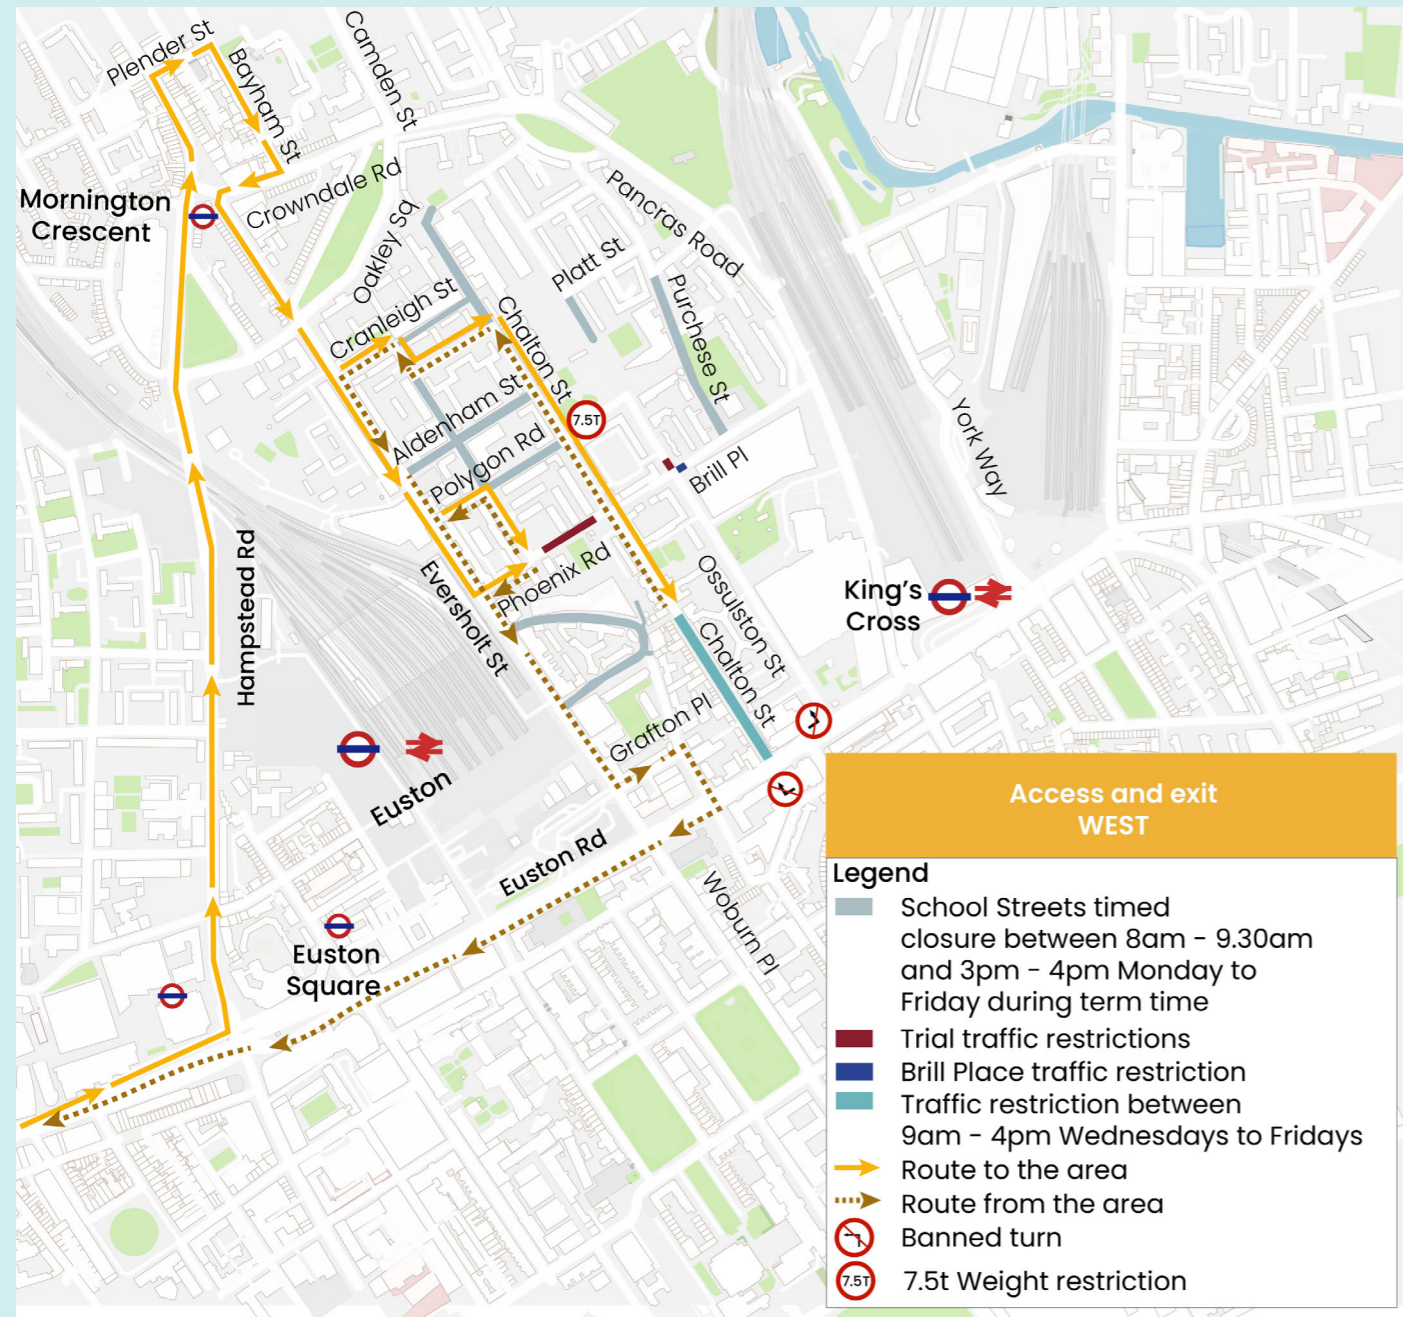 Plender St
Bayham St
Camden St
Mornington
Crescent
Crowndale Rd
Oakley Sq
Pancras Road
Platt St
Purchese St
Cranleigh St
Chalton St
Aldenham St
7.5T
Polygon Rd
Brill Pl
York Way
Phoenix Rd
Hampstead Rd
Eversholt St
Ossulston St
King's
Cross
Chalton St
Grafton Pl
Euston
Euston Rd
Woburn Pl
Euston
Square
Access and exit
WEST
Legend
School Streets timed
closure between 8am - 9.30am
and 3pm - 4pm Monday to
Friday during term time
Trial traffic restrictions
Brill Place traffic restriction
Traffic restriction between
9am - 4pm Wednesdays to Fridays
Route to the area
Route from the area
Banned turn
7.5T 7.5t Weight restriction